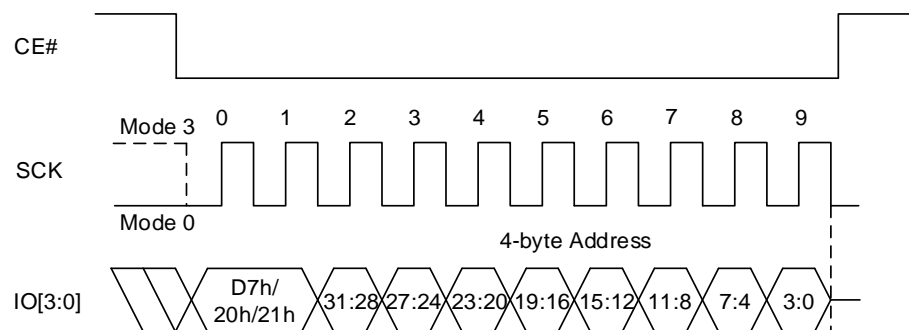 CE#
Mode 3
0 1 2 3 4 5 6 7 8 9
SCK
Mode 0
4-byte Address
IO[3:0]
D7h/
20h/21h
31:28 27:24 23:20 19:16 15:12 11:8 7:4 3:0